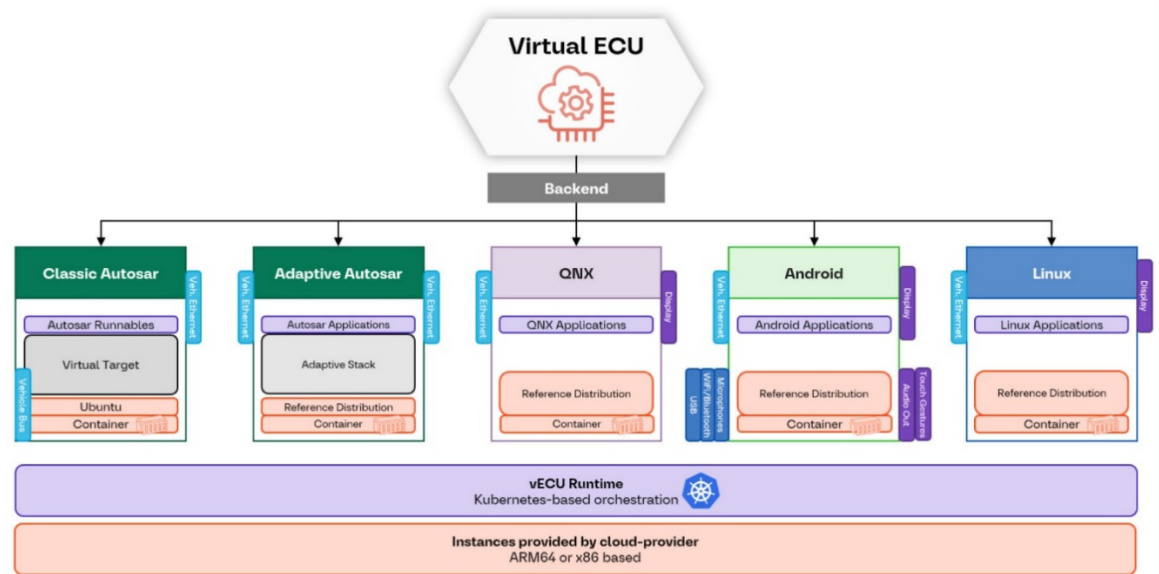 Virtual ECU
Backend
Classic Autosar
Veh. Ethernet
Autosar Runnables
Virtual Target
Vehicle Bus
Ubuntu
Container
Veh. Ethernet
Adaptive Autosar
Veh. Ethernet
Autosar Applications
Adaptive Stack
Reference Distribution
Container
Veh. Ethernet
QNX
Display
QNX Applications
Reference Distribution
Container
Veh. Ethernet
Android
Display
Android Applications
USB
WiFi/Bluetooth
Microphones
Reference Distribution
Container
Audio Out
Touch Gestures
Veh. Ethernet
Linux
Display
Linux Applications
Reference Distribution
Container
vECU Runtime
Kubernetes-based orchestration
Instances provided by cloud-provider
ARM64 or x86 based